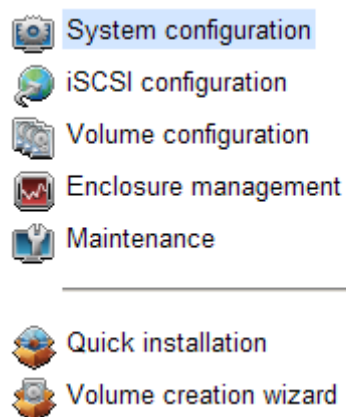 System configuration
iSCSI configuration
Volume configuration
Enclosure management
Maintenance
Quick installation
Volume creation wizard